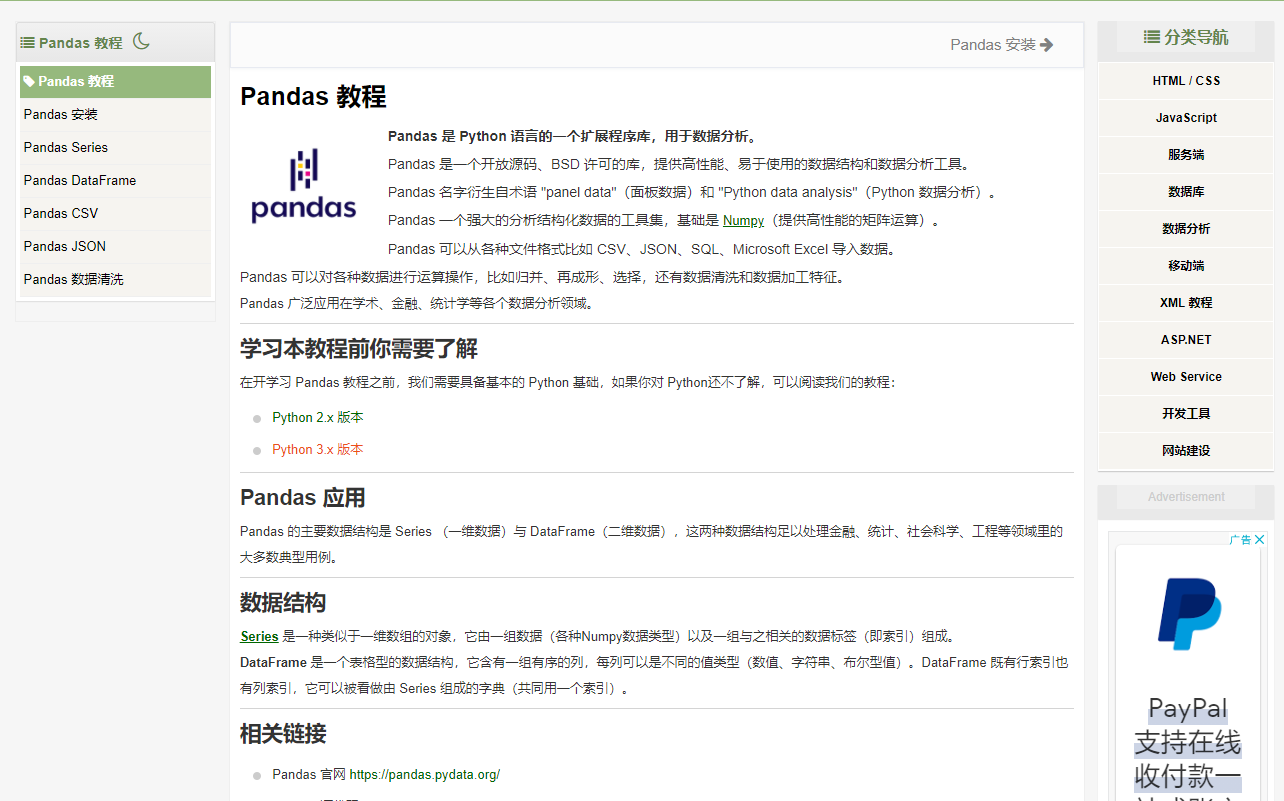 Pandas 教程
Pandas 教程
Pandas 安装
Pandas Series
Pandas DataFrame
Pandas CSV
Pandas JSON
Pandas 数据清洗
Pandas 安装
Pandas 教程
pandas
Pandas 是 Python 语言的一个扩展程序库，用于数据分析。
Pandas 是一个开放源码、BSD 许可的库，提供高性能、易于使用的数据结构和数据分析工具。
Pandas 名字衍生自术语 "panel data"（面板数据）和 "Python data analysis"（Python 数据分析）。
Pandas 一个强大的分析结构化数据的工具集，基础是 Numpy（提供高性能的矩阵运算）。
Pandas 可以从各种文件格式比如 CSV、JSON、SQL、Microsoft Excel 导入数据。
Pandas 可以对各种数据进行运算操作，比如归并、再成形、选择，还有数据清洗和数据加工特征。
Pandas 广泛应用在学术、金融、统计学等各个数据分析领域。
学习本教程前你需要了解
在开学习 Pandas 教程之前，我们需要具备基本的 Python 基础，如果你对 Python还不了解，可以阅读我们的教程：
Python 2.x 版本
Python 3.x 版本
Pandas 应用
Pandas 的主要数据结构是 Series （一维数据）与 DataFrame（二维数据），这两种数据结构足以处理金融、统计、社会科学、工程等领域里的
大多数典型用例。
数据结构
Series 是一种类似于一维数组的对象，它由一组数据（各种Numpy数据类型）以及一组与之相关的数据标签（即索引）组成。
DataFrame 是一个表格型的数据结构，它含有一组有序的列，每列可以是不同的值类型（数值、字符串、布尔型值）。DataFrame 既有行索引也
有列索引，它可以被看做由 Series 组成的字典（共同用一个索引）。
相关链接
Pandas 官网 https://pandas.pydata.org/
分类导航
HTML / CSS
JavaScript
服务端
数据库
数据分析
移动端
XML 教程
ASP.NET
Web Service
开发工具
网站建设
Advertisement
广告
PayPal
支持在线
收付款一